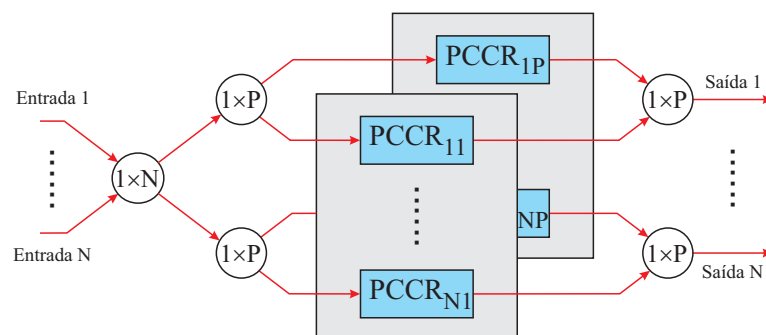 PCCR1P
Entrada 1
1×P
1×P
Saída 1
PCCR11
1×N
NP
Entrada N
1×P
1×P
Saída N
PCCRN1